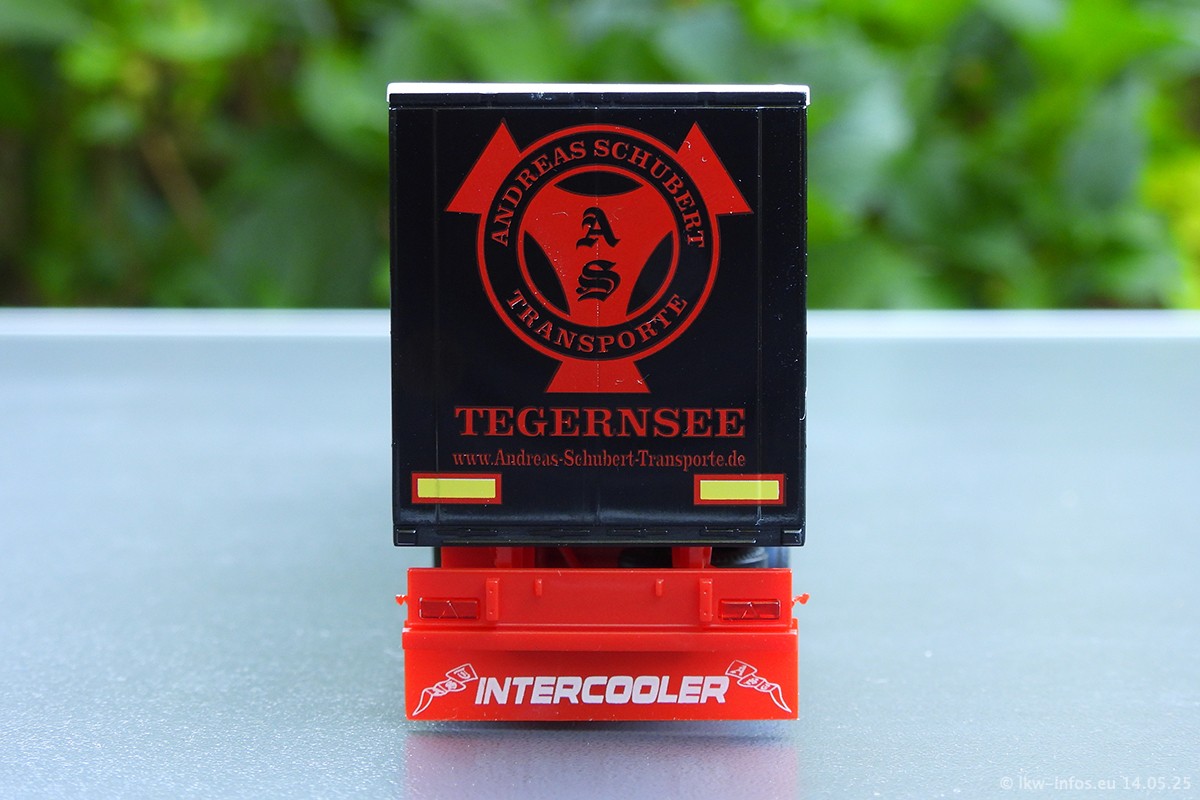 ANDREAS SCHUBERT
A
S
TRANSPORTE
TEGERNSEE
www.Andreas-Schubert-Transporte.de
INTERCOOLER
© lkw-infos.eu 14.05.25